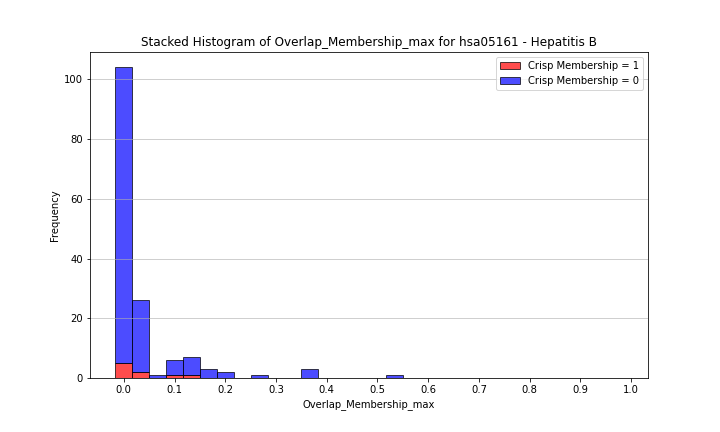 Stacked Histogram of Overlap_Membership_max for hsa05161 - Hepatitis B
Crisp Membership = 1
Crisp Membership = 0
100
80
60
40
20
0
Frequency
0.0 0.1 0.2 0.3 0.4 0.5 0.6 0.7 0.8 0.9 1.0
Overlap_Membership_max